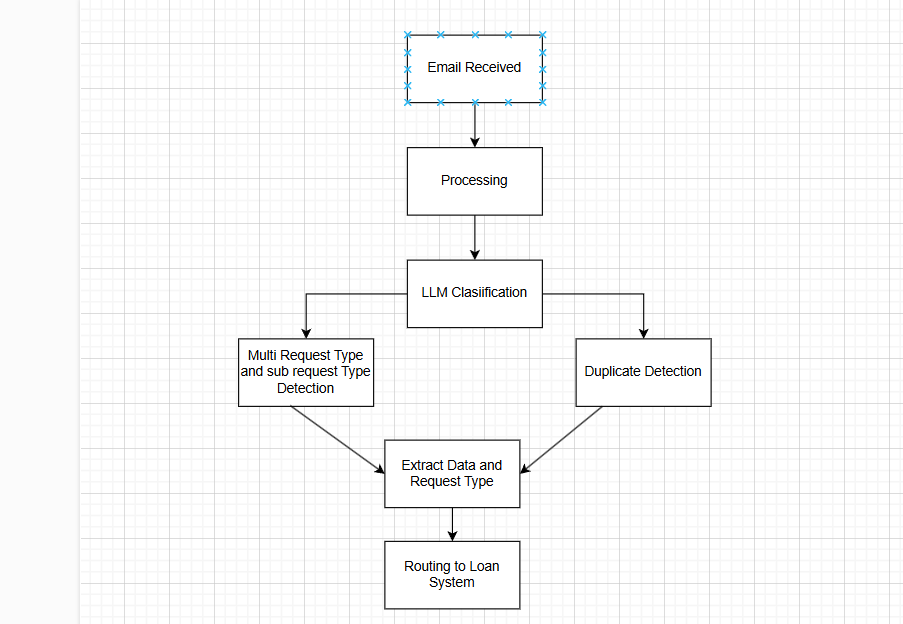 Email Received
Processing
LLM Clasiification
Multi Request Type
and sub request Type
Detection
Duplicate Detection
Extract Data and
Request Type
Routing to Loan
System